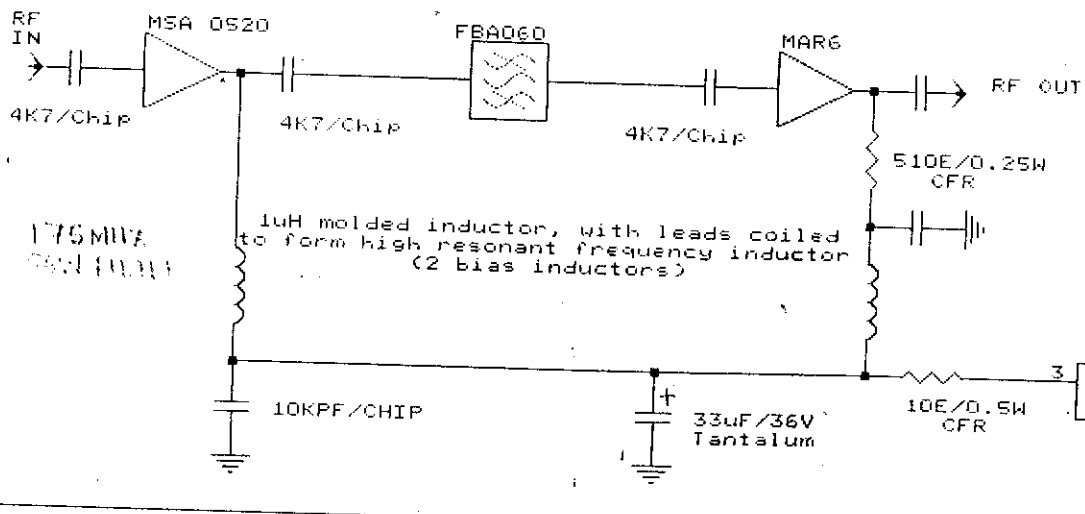 RF
IN
MSA 0520
FBA060
MAR6
RF OUT
4K7/Chip
4K7/Chip
4K7/Chip
510E/0.25W
CFR
175MHz
1uH molded inductor, with leads coiled
to form high resonant frequency inductor
(2 bias inductors)
10KPF/CHIP
+
33uF/36V
Tantalum
10E/0.5W
CFR
3